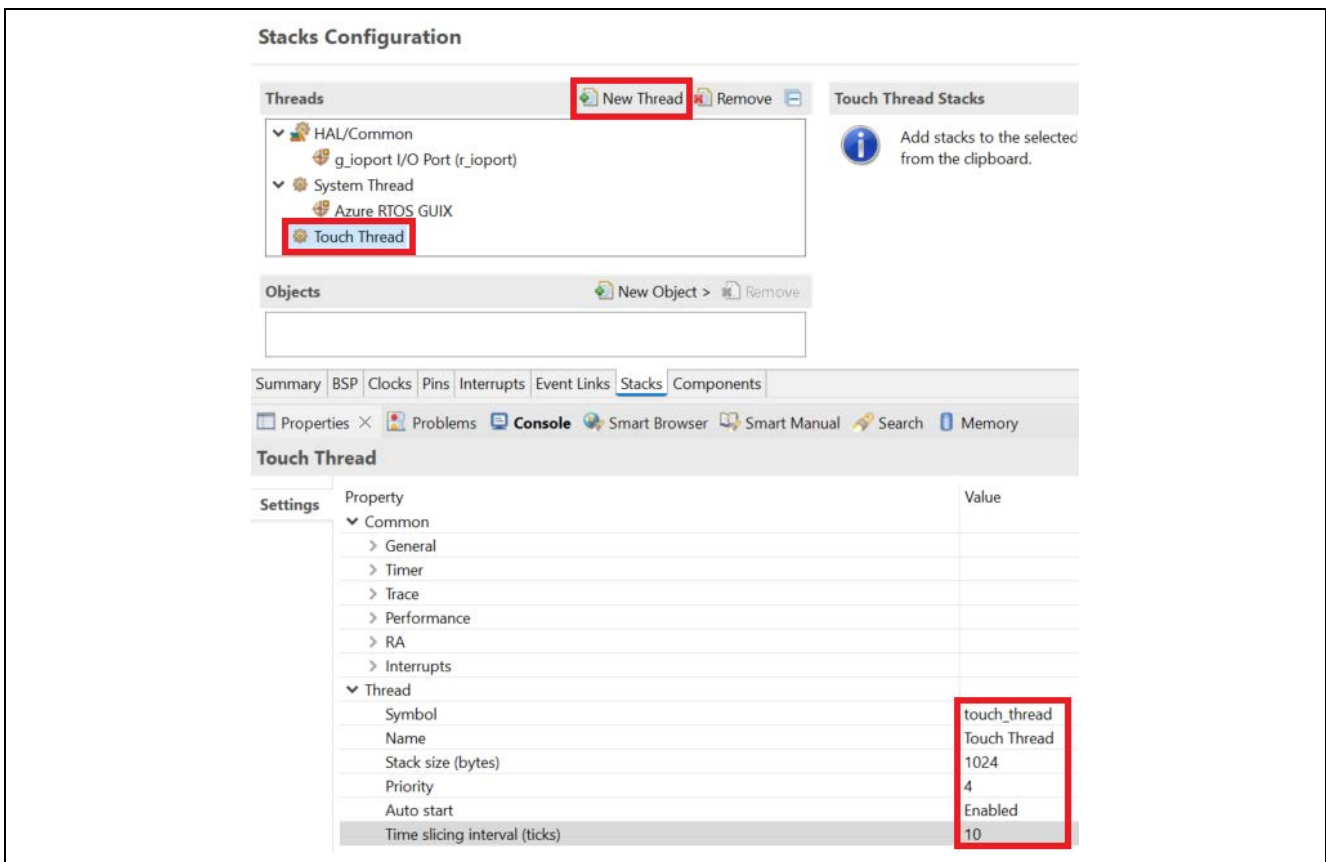 Stacks Configuration
Threads New Thread Remove Touch Thread Stacks
HAL/Common
g_ioport I/O Port (r_ioport)
System Thread
Azure RTOS GUIX
Touch Thread
Add stacks to the selected
from the clipboard.
Objects New Object > Remove
Summary BSP Clocks Pins Interrupts Event Links Stacks Components
Properties Problems Console Smart Browser Smart Manual Search Memory
Touch Thread
Settings Property Value
Common
General
Timer
Trace
Performance
RA
Interrupts
Thread
Symbol touch_thread
Name Touch Thread
Stack size (bytes) 1024
Priority 4
Auto start Enabled
Time slicing interval (ticks) 10